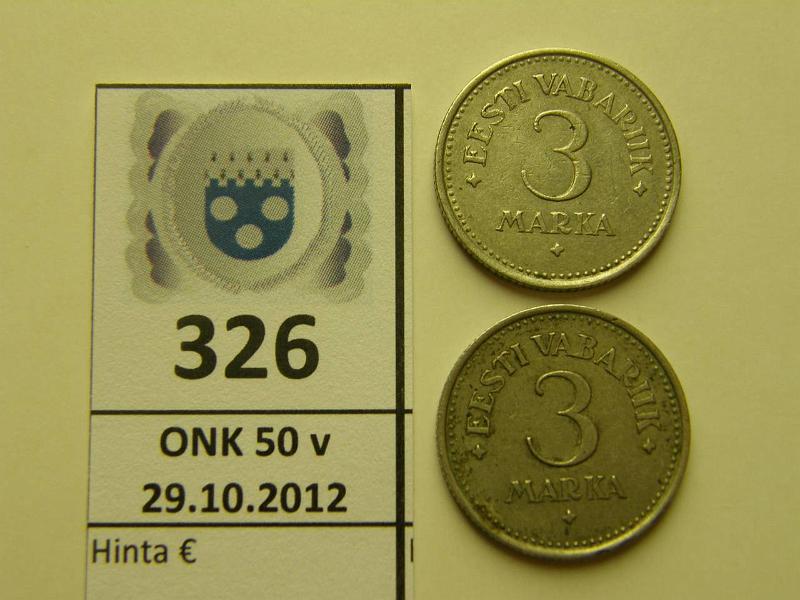 326
ONK 50 v
29.10.2012
Hinta €
EESTI VABARIIK
3
MARKA
EESTI VABARIIK
3
MARKA